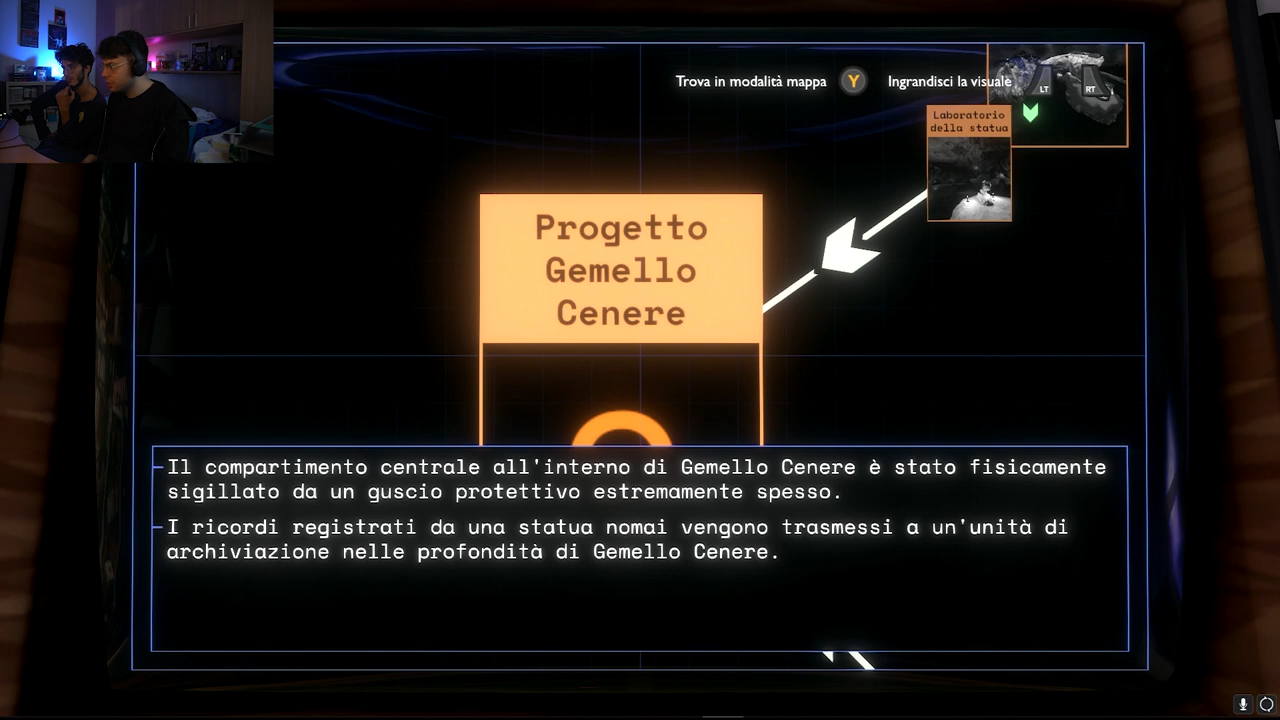 Trova in modalità mappa
Y
Ingrandisci la visuale
LT
RT
Laboratorio
della statua
Progetto
Gemello
Cenere
Il compartimento centrale all'interno di Gemello Cenere è stato fisicamente
sigillato da un guscio protettivo estremamente spesso.
I ricordi registrati da una statua nomai vengono trasmessi a un'unità di
archiviazione nelle profondità di Gemello Cenere.